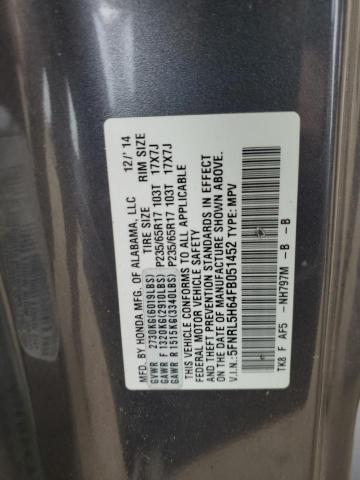 MFD. BY HONDA MFG. OF ALABAMA, LLC 12/'14
TIRE SIZE RIM SIZE
GVWR 2730KG(6019LBS)
GAWR F 1320KG(2910LBS) P235/65R17 103T 17X7J
GAWR R 1515KG(3340LBS) P235/65R17 103T 17X7J
THIS VEHICLE CONFORMS TO ALL APPLICABLE
FEDERAL MOTOR VEHICLE SAFETY
AND THEFT PREVENTION STANDARDS IN EFFECT
ON THE DATE OF MANUFACTURE SHOWN ABOVE.
V.I.N.:5FNRL5H64FB051452 TYPE: MPV
TK8 F AF5 -NH797M -B -B